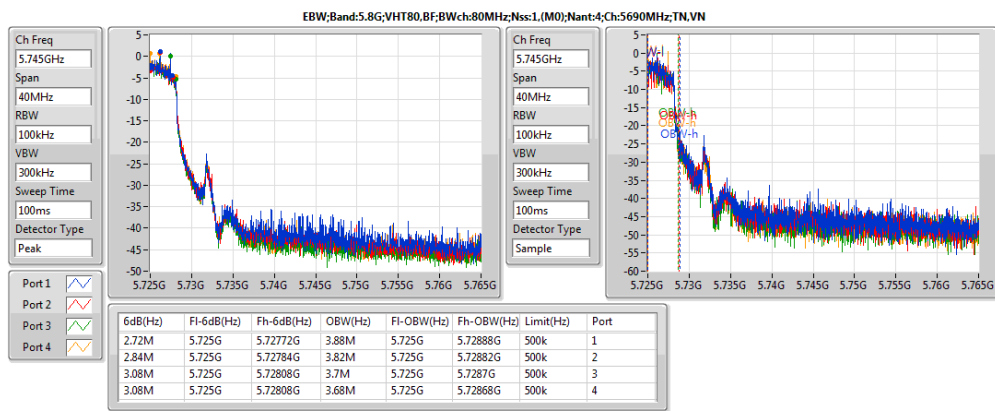 EBW;Band:5.8G;VHT80,BF;BWch:80MHz;Nss:1,(M0);Nant:4;Ch:5690MHz;TN,VN
Ch Freq
5.745GHz
Span
40MHz
RBW
100kHz
VBW
300kHz
Sweep Time
100ms
Detector Type
Peak
5
0
-5
-10
-15
-20
-25
-30
-35
-40
-45
-50
5.725G 5.73G 5.735G 5.74G 5.745G 5.75G 5.755G 5.76G 5.765G
Ch Freq
5.745GHz
Span
40MHz
RBW
100kHz
VBW
300kHz
Sweep Time
100ms
Detector Type
Sample
5
0
-5
-10
-15
-20
-25
-30
-35
-40
-45
-50
-55
-60
OBW-h
OBW-h
5.725G 5.73G 5.735G 5.74G 5.745G 5.75G 5.755G 5.76G 5.765G
Port 1
Port 2
Port 3
Port 4
6dB(Hz) Fl-6dB(Hz) Fh-6dB(Hz) OBW(Hz) Fl-OBW(Hz) Fh-OBW(Hz) Limit(Hz) Port
2.72M 5.725G 5.72772G 3.88M 5.725G 5.72888G 500k 1
2.84M 5.725G 5.72784G 3.82M 5.725G 5.72882G 500k 2
3.08M 5.725G 5.72808G 3.7M 5.725G 5.7287G 500k 3
3.08M 5.725G 5.72808G 3.68M 5.725G 5.72868G 500k 4